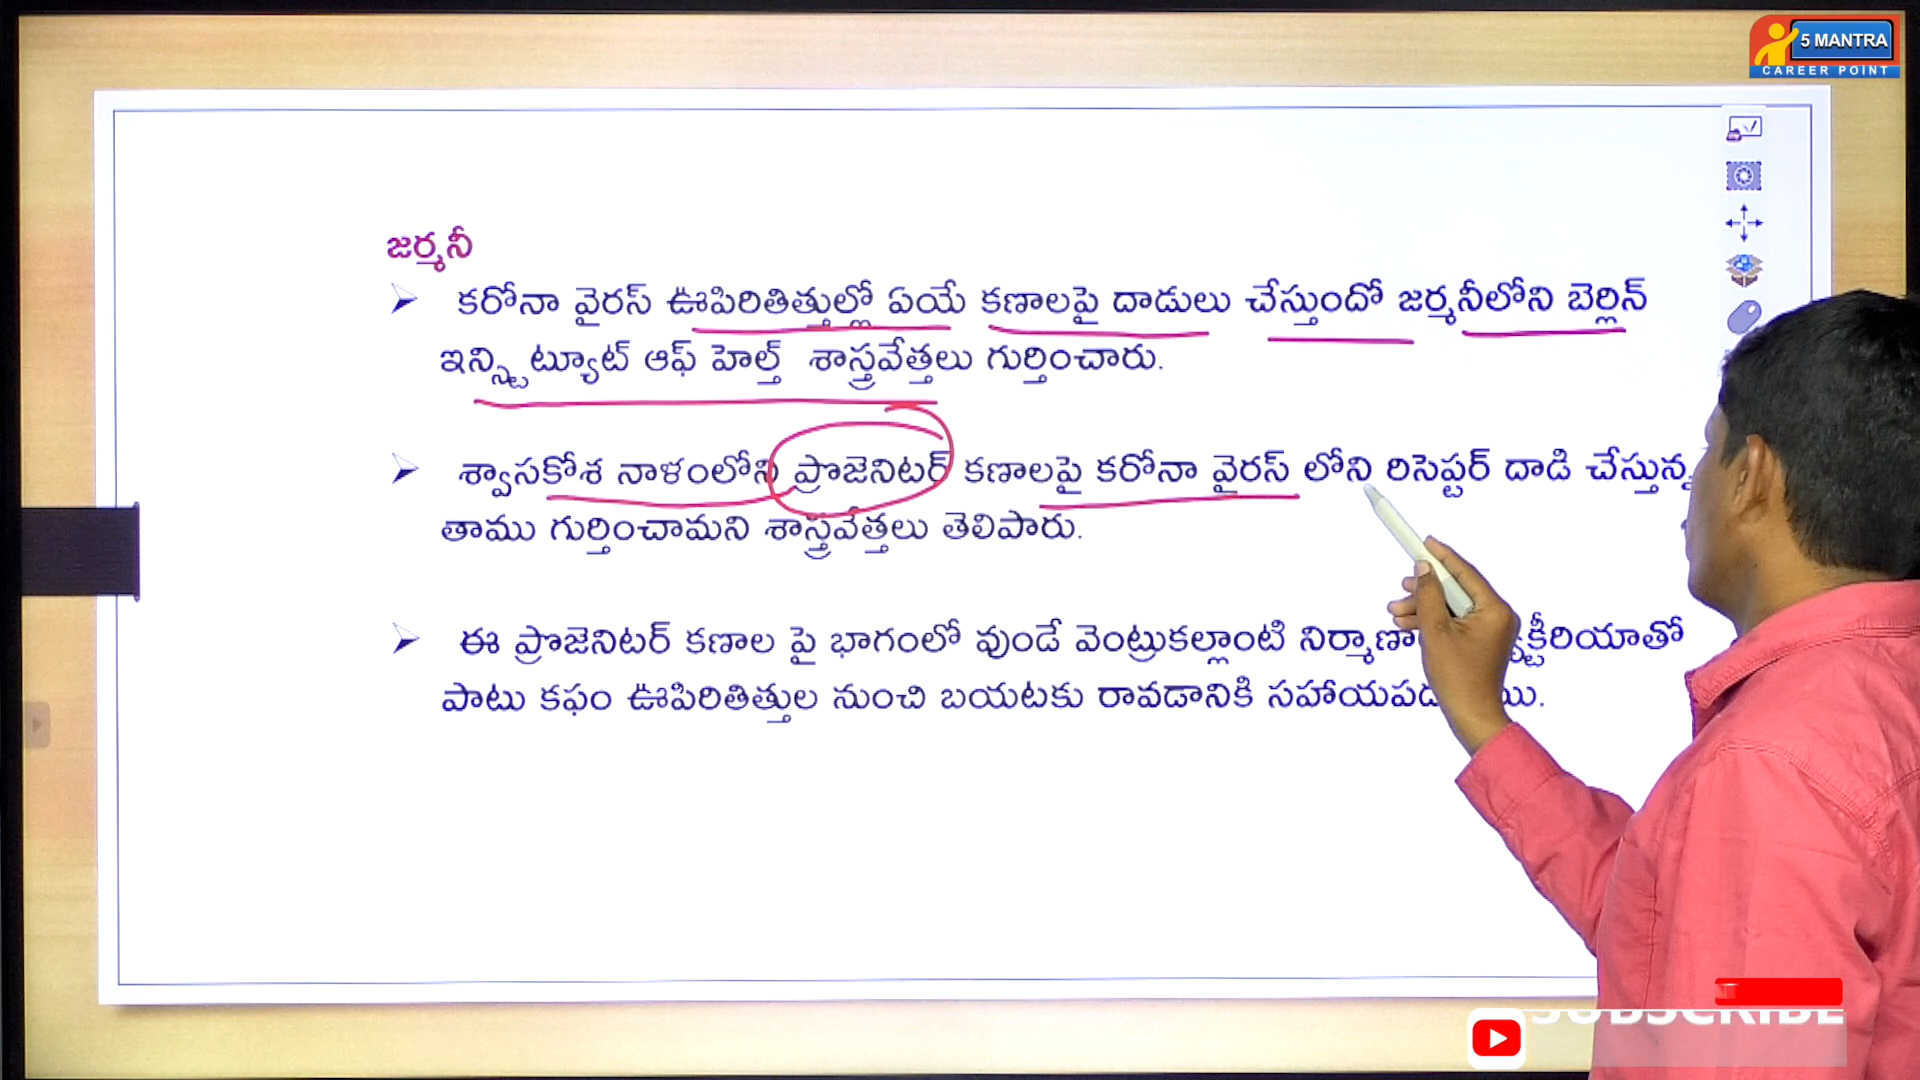 5 MANTRA
CAREER POINT
జర్మనీ
కరోనా వైరస్ ఊపిరితిత్తుల్లో ఏయే కణాలపై దాడులు చేస్తుందో జర్మనీలోని బెర్లిన్
ఇన్స్టిట్యూట్ ఆఫ్ హెల్త్ శాస్త్రవేత్తలు గుర్తించారు.
శ్వాసకోశ నాళంలోని ప్రొజెనిటర్ కణాలపై కరోనా వైరస్ లోని రిసెప్టర్ దాడి
తాము గుర్తించామని శాస్త్రవేత్తలు తెలిపారు.
ఈ ప్రొజెనిటర్ కణాల పై భాగంలో వుండే వెంట్రుకల్లాంటి
పాటు కఫం ఊపిరితిత్తుల నుంచి బయటకు రావడానికి
SUBSCRIBE